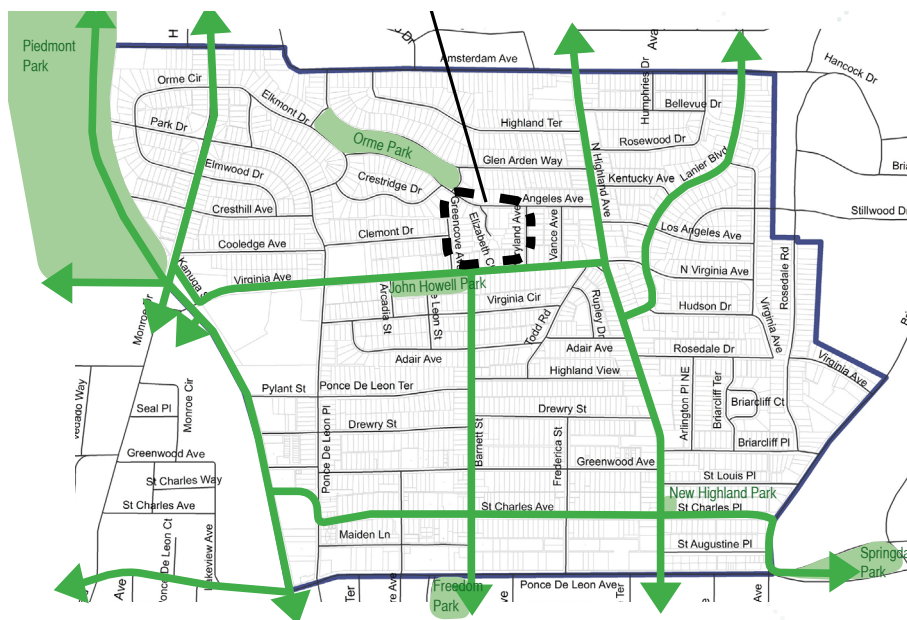 Piedmont
Park
H
Dr
Amsterdam Ave
Ava
Humphries Dr
Hancock Dr
Orme Cir
Elkmont Dr
Bellevue Dr
Park Dr
Highland Ter
Rosewood Dr
Orme Park
N Highland Ave
Lanier Blvd
Elmwood Dr
Glen Arden Way
Crestridge Dr
Kentucky Ave
Cresthill Ave
Greencove Ave
Elizabeth
Angeles Ave
Vance Ave
Stillwood Dr
Clemont Dr
Los Angeles Ave
Cooledge Ave
Rosedale Rd
Virginia Ave
Kanuga S
John Howell Park
N Virginia Ave
Monroe Dr
Arcadia St
e Leon St
Virginia Cir
Rupley Dr
Hudson Dr
Virginia Ave
Todd Rd
Adair Ave
Adair Ave
Rosedale Dr
Highland View
Virginia Ave
Vedado Way
Monroe Cir
Pylant St
Ponce De Leon Ter
Arlington Pl NE
Briarcliff Ter
Briarcliff Ct
Seal Pl
Drewry St
Drewry St
Ponce De Leon Pl
Barnett St
Frederica St
Briarcliff Pl
Greenwood Ave
Greenwood Ave
St Charles Way
St Louis Pl
New Highland Park
St Charles Ave
St Charles Ave
St Charles Pl
Maiden Ln
St Augustine Pl
Ponce De Leon Ct
Lakeview Ave
Springda
Park
Ave
Ter
re Ave
Freedom
Park
Ponce De Leon Ave